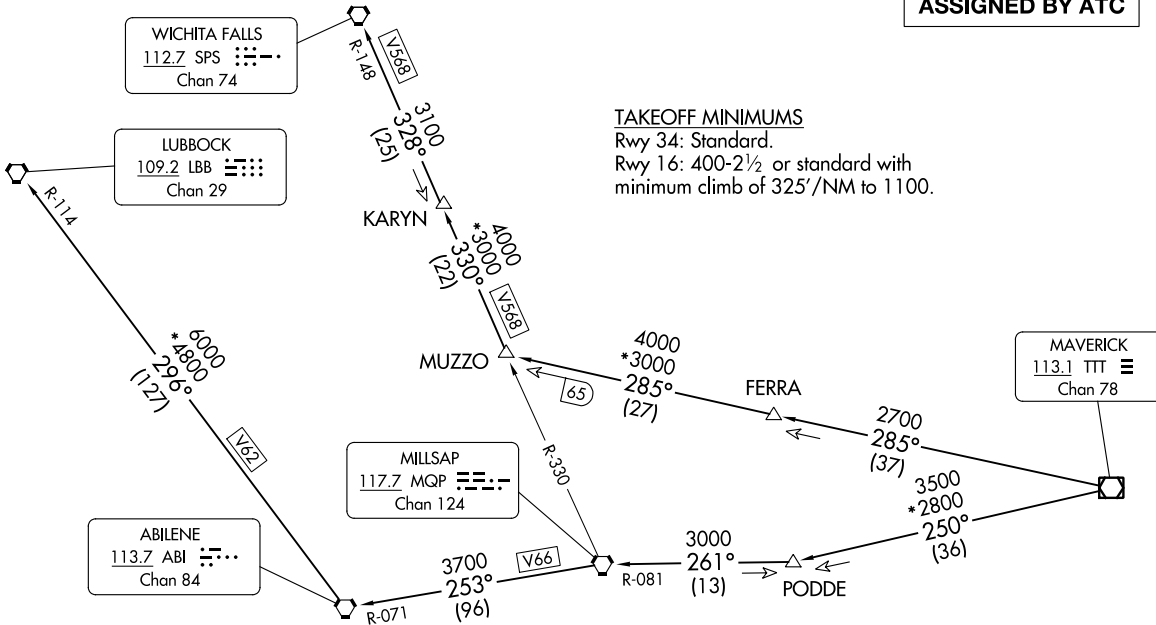 ASSIGNED BY ATC
WICHITA FALLS
112.7 SPS
Chan 74
R-148
V568
3100
328°
(25)
TAKEOFF MINIMUMS
Rwy 34: Standard.
Rwy 16: 400-2½ or standard with
minimum climb of 325'/NM to 1100.
LUBBOCK
109.2 LBB
Chan 29
R-114
KARYN
4000
*3000
330°
(22)
V568
6000
*4800
296°
(127)
V62
MUZZO
4000
*3000
285°
(27)
65
FERRA
MAVERICK
113.1 TTT
Chan 78
2700
285°
(37)
R-330
MILLSAP
117.7 MQP
Chan 124
3500
*2800
250°
(36)
ABILENE
113.7 ABI
Chan 84
3700
V66
253°
(96)
R-071
R-081
3000
261°
(13)
PODDE